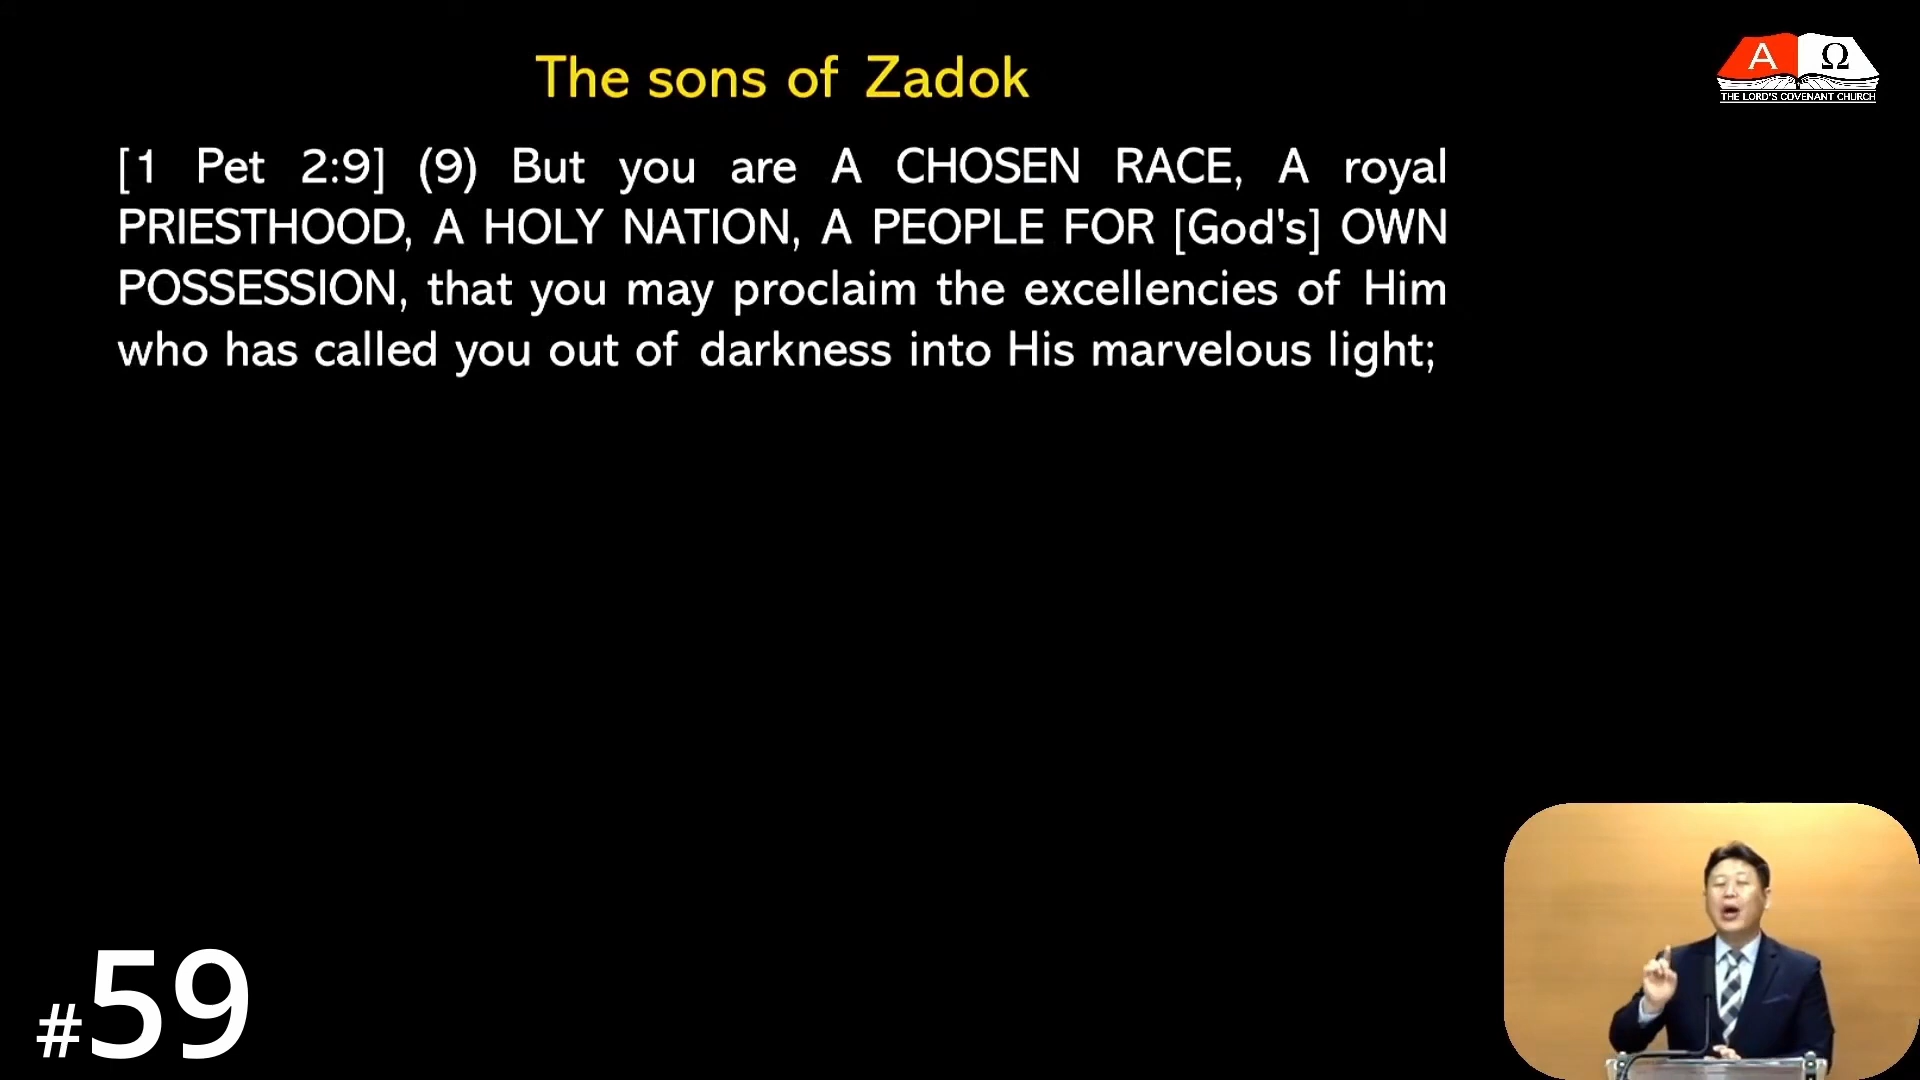 The sons of Zadok
A Ω
THE LORD'S COVENANT CHURCH
[1 Pet 2:9] (9) But you are A CHOSEN RACE, A royal
PRIESTHOOD, A HOLY NATION, A PEOPLE FOR [God's] OWN
POSSESSION, that you may proclaim the excellencies of Him
who has called you out of darkness into His marvelous light;
#59